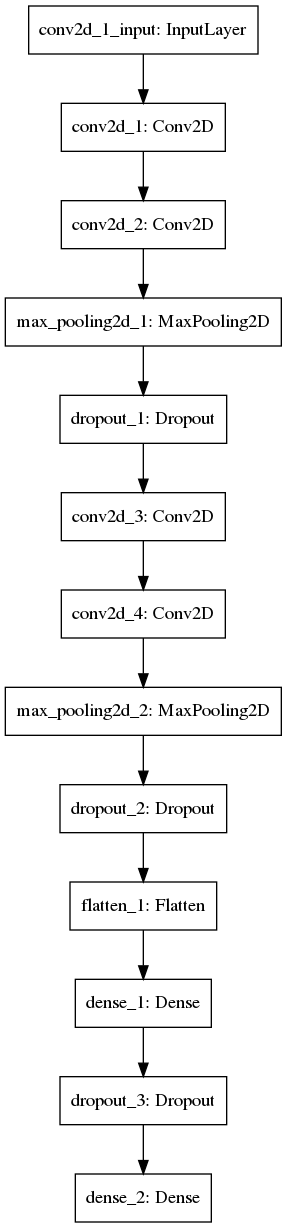 conv2d_1_input: InputLayer
conv2d_1: Conv2D
conv2d_2: Conv2D
max_pooling2d_1: MaxPooling2D
dropout_1: Dropout
conv2d_3: Conv2D
conv2d_4: Conv2D
max_pooling2d_2: MaxPooling2D
dropout_2: Dropout
flatten_1: Flatten
dense_1: Dense
dropout_3: Dropout
dense_2: Dense